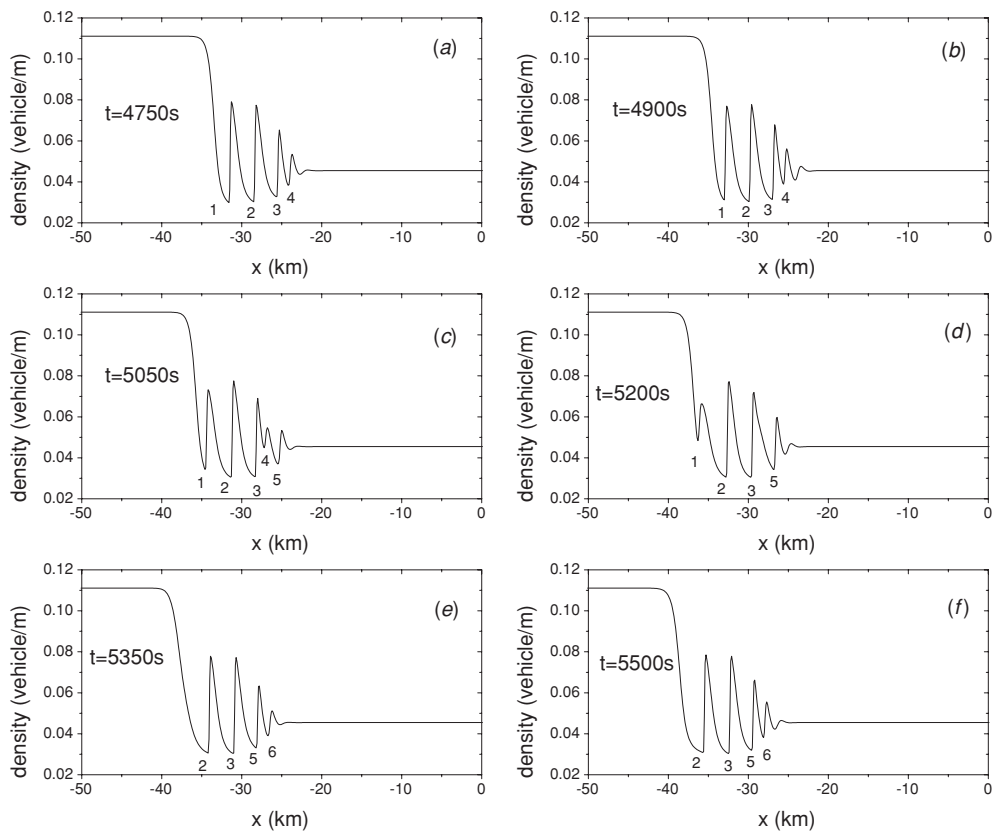 0.12
0.10
0.08
0.06
0.04
0.02
density (vehicle/m)
(a)
t=4750s
1 2 3 4
-50 -40 -30 -20 -10 0
x (km)
0.12
0.10
0.08
0.06
0.04
0.02
density (vehicle/m)
(b)
t=4900s
1 2 3 4
-50 -40 -30 -20 -10 0
x (km)
0.12
0.10
0.08
0.06
0.04
0.02
density (vehicle/m)
(c)
t=5050s
1 2 3 4 5
-50 -40 -30 -20 -10 0
x (km)
0.12
0.10
0.08
0.06
0.04
0.02
density (vehicle/m)
(d)
t=5200s
1 2 3 5
-50 -40 -30 -20 -10 0
x (km)
0.12
0.10
0.08
0.06
0.04
0.02
density (vehicle/m)
(e)
t=5350s
2 3 5 6
-50 -40 -30 -20 -10 0
x (km)
0.12
0.10
0.08
0.06
0.04
0.02
density (vehicle/m)
(f)
t=5500s
2 3 5 6
-50 -40 -30 -20 -10 0
x (km)